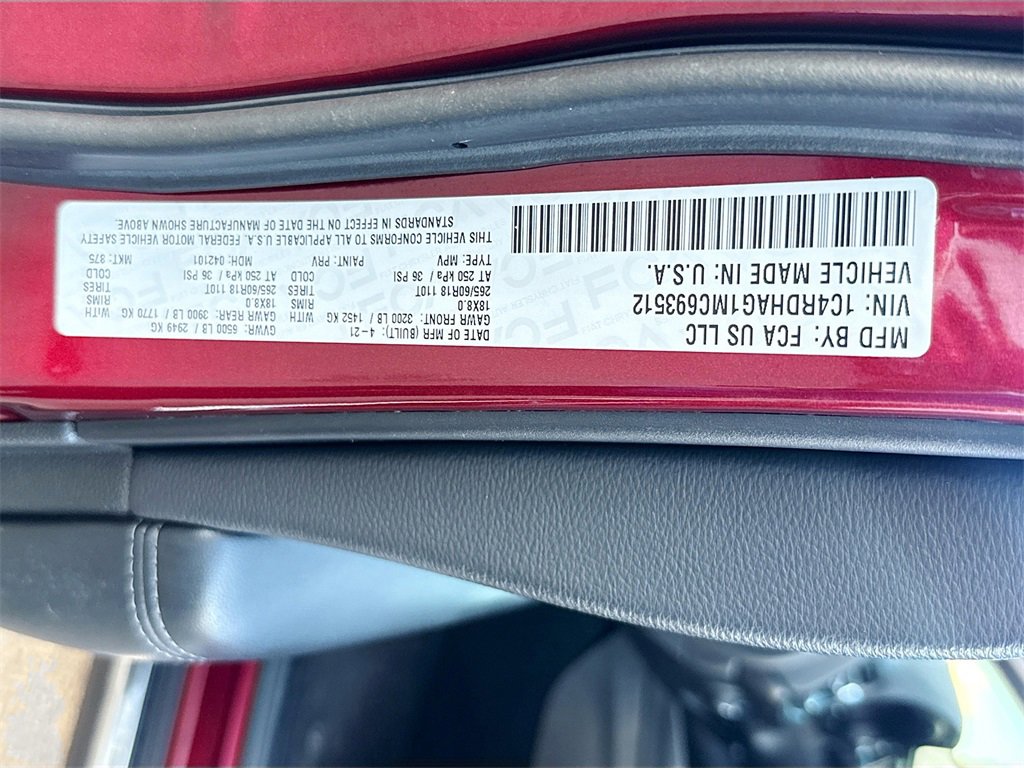 MFD BY: FCA US LLC
VIN: 1C4RDHAG1MC693512
VEHICLE MADE IN: U.S.A.
DATE OF MFR (BUILT): 4-21 GVWR: 6500 LB 2949 KG
GAWR FRONT: 3200 LB / 1452 KG WITH GAWR REAR: 3900 LB / 1770 KG WITH
18X8.0 RIMS 18X8.0 RIMS
265/60R18 110T TIRES 265/60R18 110T TIRES
AT 250 kPa / 36 PSI COLD AT 250 kPa / 36 PSI COLD
TYPE: MPV PAINT: PRV MDH: 042101 MKT: 875
THIS VEHICLE CONFORMS TO ALL APPLICABLE U.S.A. FEDERAL MOTOR VEHICLE SAFETY
STANDARDS IN EFFECT ON THE DATE OF MANUFACTURE SHOWN ABOVE.